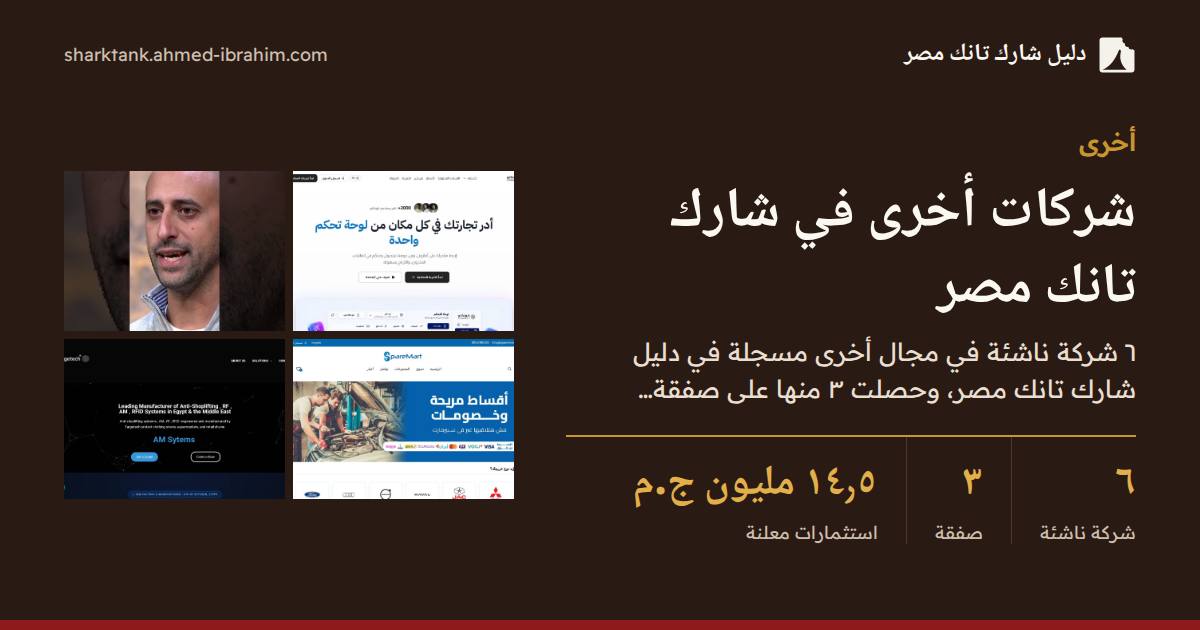 دليل شارك تانك مصر
sharktank.ahmed-ibrahim.com
أخرى
شركات أخرى في شارك
تانك مصر
٦ شركة ناشئة في مجال أخرى مسجلة في دليل
شارك تانك مصر، وحصلت ٣ منها على صفقة...
٦
شركة ناشئة
٣
صفقة
١٤٫٥ مليون ج.م
استثمارات معلنة
أدر تجارتك في كل مكان من لوحة تحكم
واحدة
Leading Manufacturer of Anti-Shoplifting , RF ,
AM , RFID Systems in Egypt & the Middle East
AM Sytems
SpareMart
أقساط مريحة
وخـصومـات